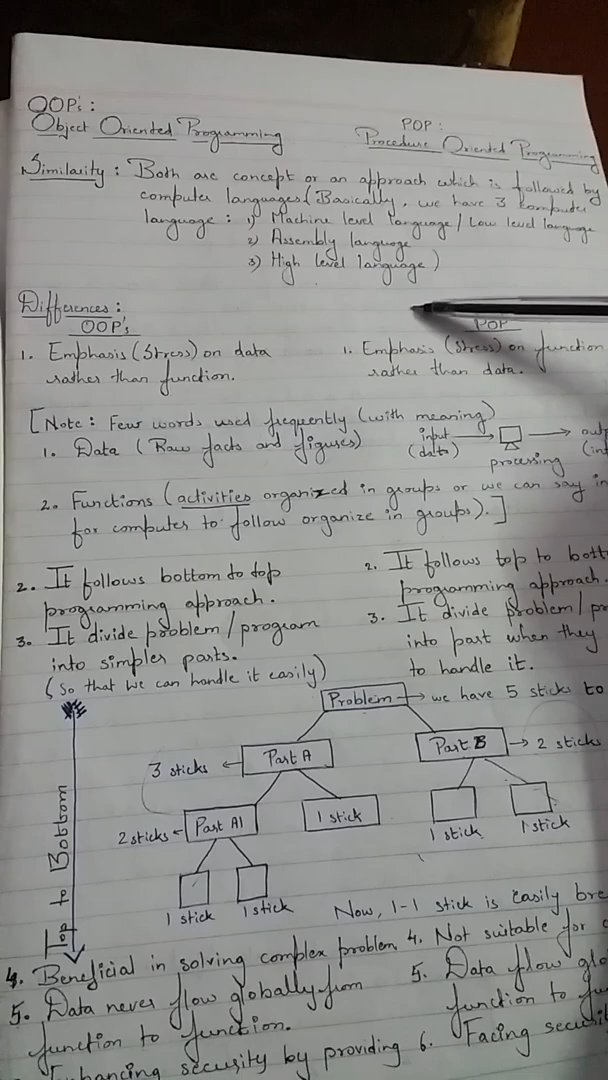 OOP's :
Object Oriented Programming
POP :
Procedure Oriented Programming
Similarity : Both are concept or an approach which is followed by
computer languages (Basically, we have 3 computer
language : 1) Machine level language / Low level language
2) Assembly language
3) High level language)
Differences :
OOP's
POP
1. Emphasis (Stress) on data
rather than function.
1. Emphasis (Stress) on function
rather than data.
[Note : Few words used frequently (with meaning)
1. Data (Raw facts and figures)
input
(data)
processing
2. Functions (activities organized in groups or we can say in
for computer to follow organize in groups).]
2. It follows bottom to top
programming approach.
3. It divide problem / program
into simpler parts.
(So that we can handle it easily)
2. It follows top to
programming approach.
3. It divide problem /
into part when they
to handle it.
Problem → we have 5 sticks to
3 sticks ← Part A
Part B → 2 sticks
2 sticks ← Part A1
1 stick
1 stick
1 stick
1 stick
1 stick
Top to Bottom
Now, 1-1 stick is easily
4. Beneficial in solving complex problem
4. Not suitable for
5. Data never flow globally from
function to function.
5. Data flow
function to
Enhancing security by providing
6. Facing